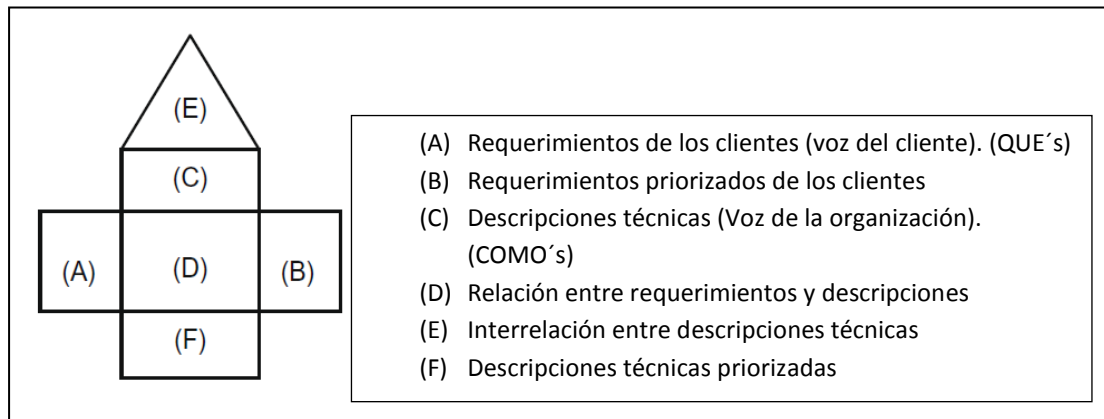 (E)
(C)
(A)
(D)
(B)
(F)
(A) Requerimientos de los clientes (voz del cliente). (QUE´s)
(B) Requerimientos priorizados de los clientes
(C) Descripciones técnicas (Voz de la organización).
(COMO´s)
(D) Relación entre requerimientos y descripciones
(E) Interrelación entre descripciones técnicas
(F) Descripciones técnicas priorizadas